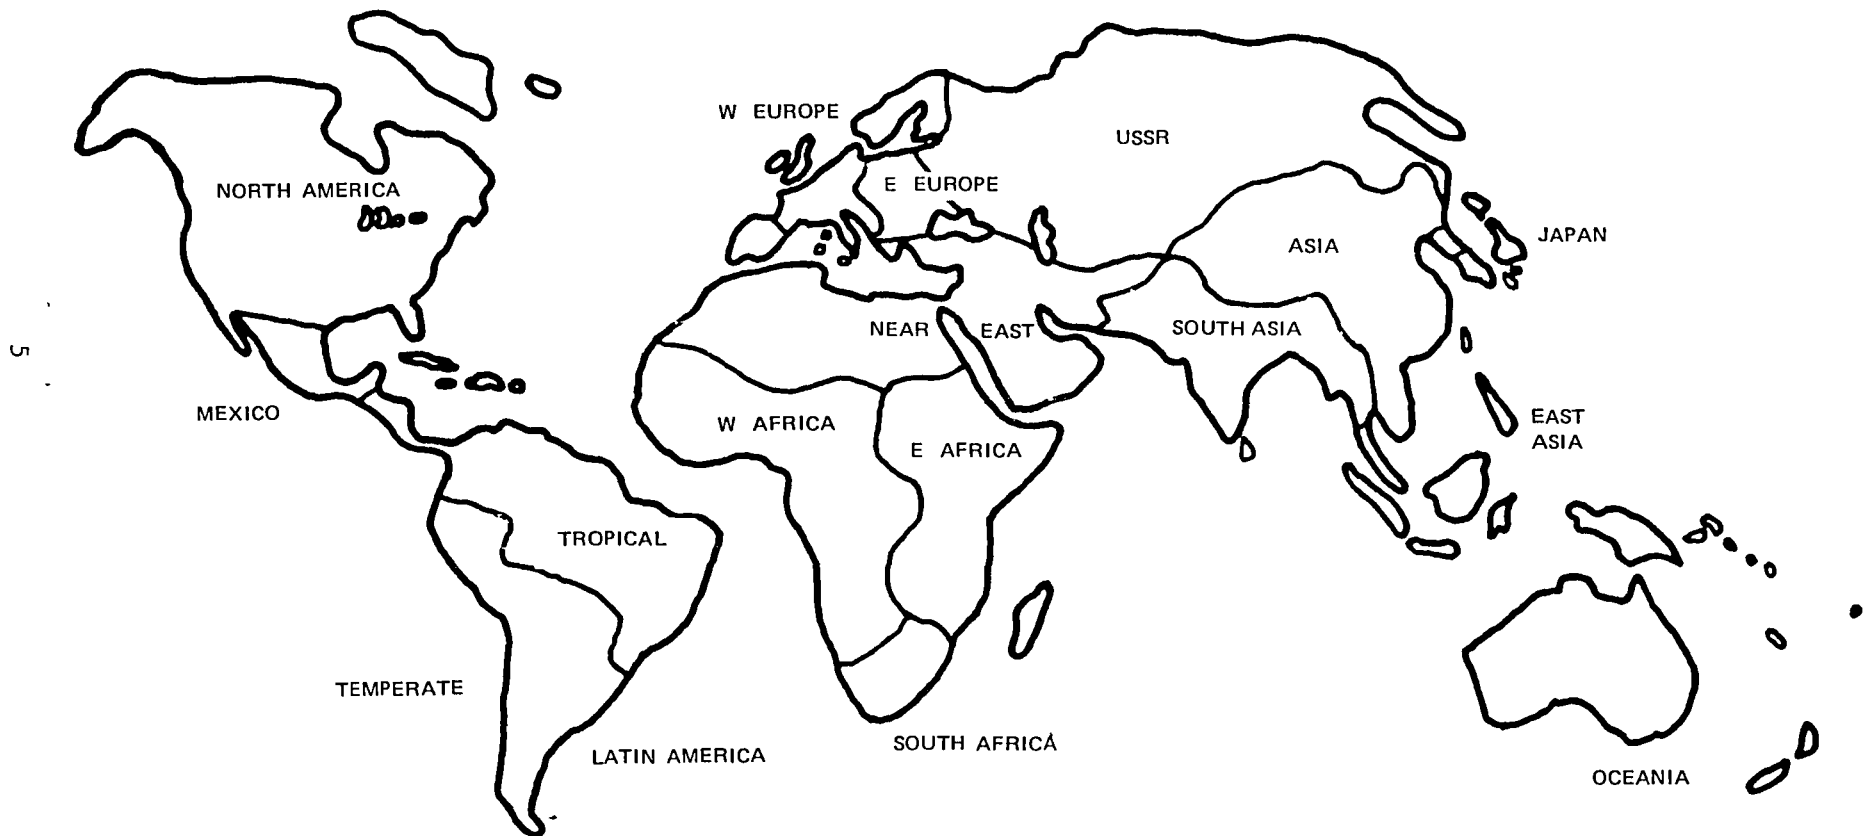 W EUROPE
USSR
NORTH AMERICA
E EUROPE
ASIA
JAPAN
NEAR EAST
SOUTH ASIA
5
MEXICO
W AFRICA
E AFRICA
EAST
ASIA
TROPICAL
TEMPERATE
LATIN AMERICA
SOUTH AFRICA
OCEANIA